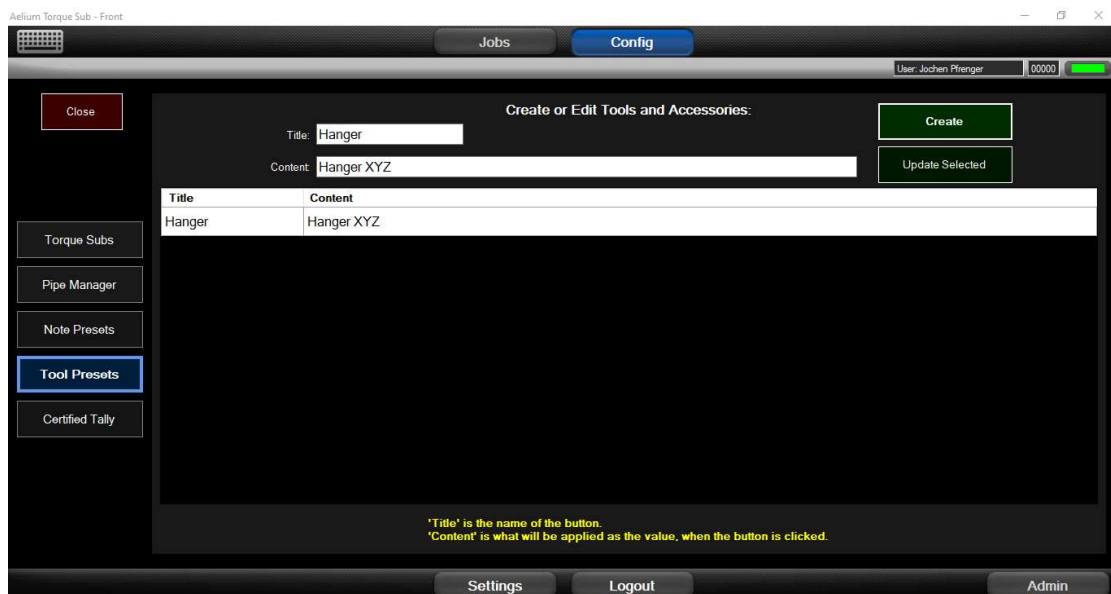 Aelium Torque Sub - Front
Jobs
Config
User: Jochen Pfrenger
00000
Close
Create or Edit Tools and Accessories:
Create
Title: Hanger
Content: Hanger XYZ
Update Selected
Title Content
Hanger Hanger XYZ
Torque Subs
Pipe Manager
Note Presets
Tool Presets
Certified Tally
'Title' is the name of the button.
'Content' is what will be applied as the value, when the button is clicked.
Settings
Logout
Admin